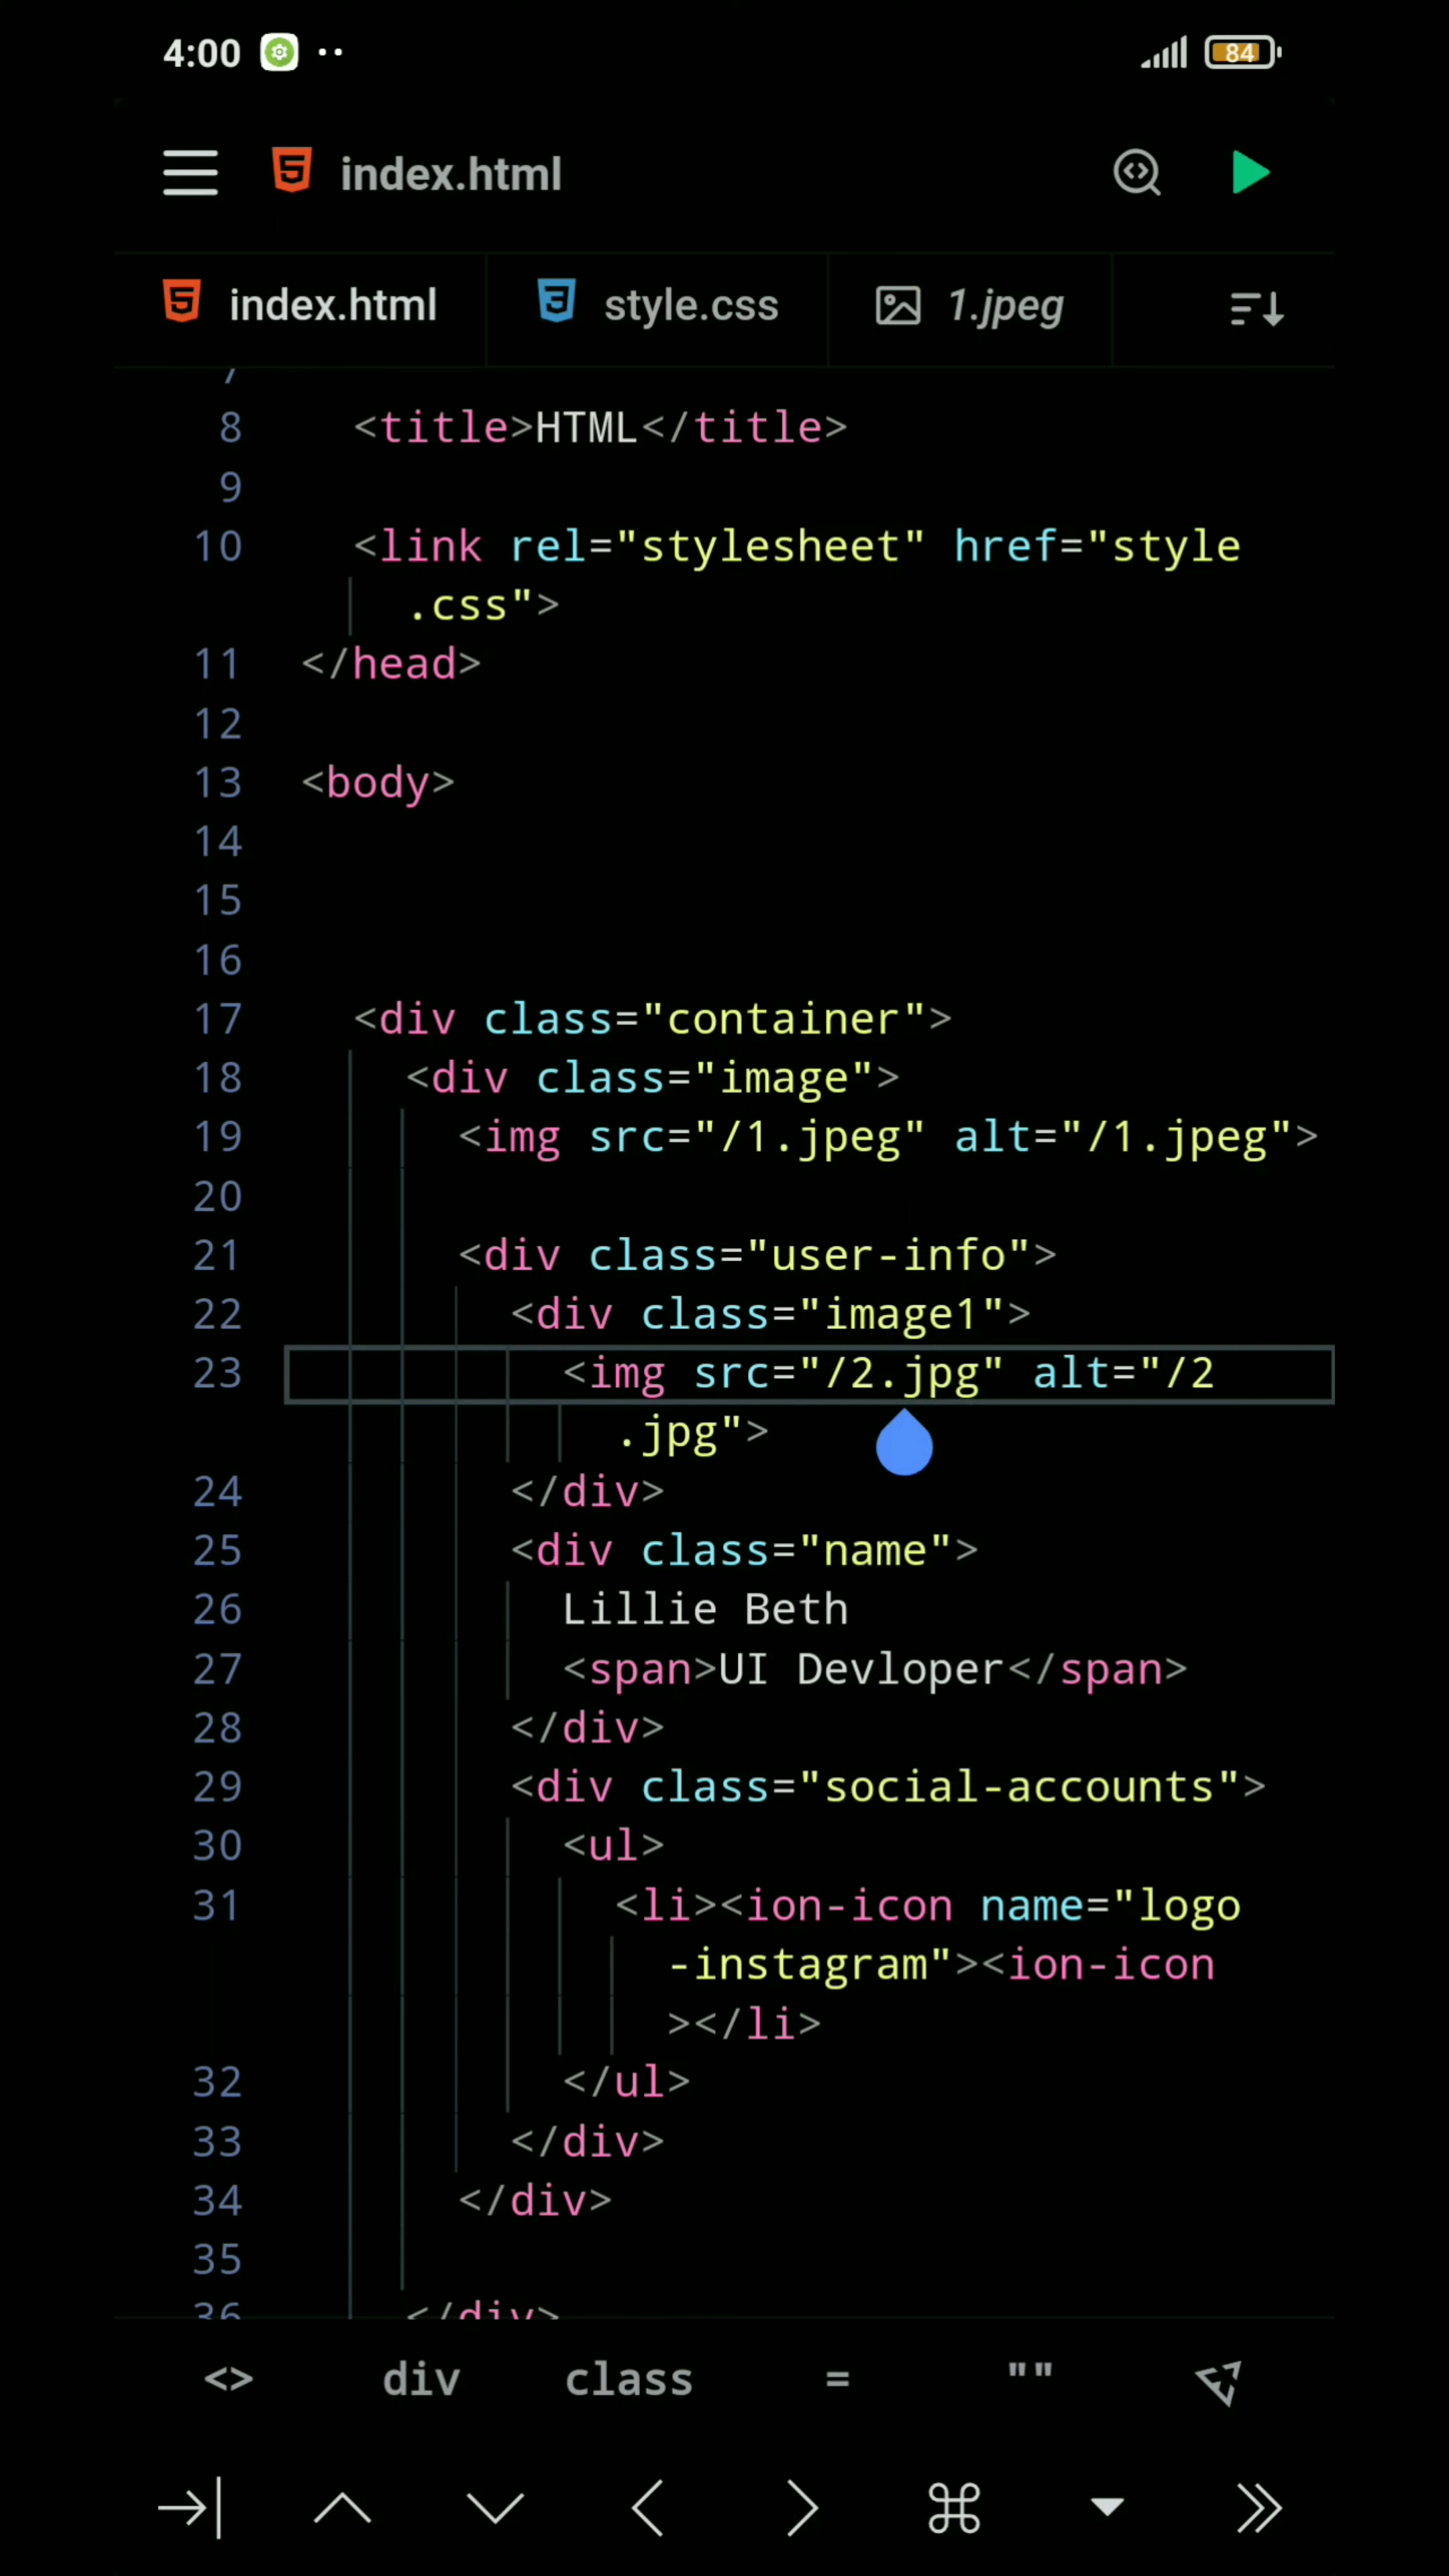 4:00
84
index.html
index.html style.css 1.jpeg
7
8 <title>HTML</title>
9
10 <link rel="stylesheet" href="style
.css">
11 </head>
12
13 <body>
14
15
16
17 <div class="container">
18 <div class="image">
19 <img src="/1.jpeg" alt="/1.jpeg">
20
21 <div class="user-info">
22 <div class="image1">
23 <img src="/2.jpg" alt="/2
.jpg">
24 </div>
25 <div class="name">
26 Lillie Beth
27 <span>UI Devloper</span>
28 </div>
29 <div class="social-accounts">
30 <ul>
31 <li><ion-icon name="logo
-instagram"><ion-icon
></li>
32 </ul>
33 </div>
34 </div>
35
36 </div>
<> div class = ""